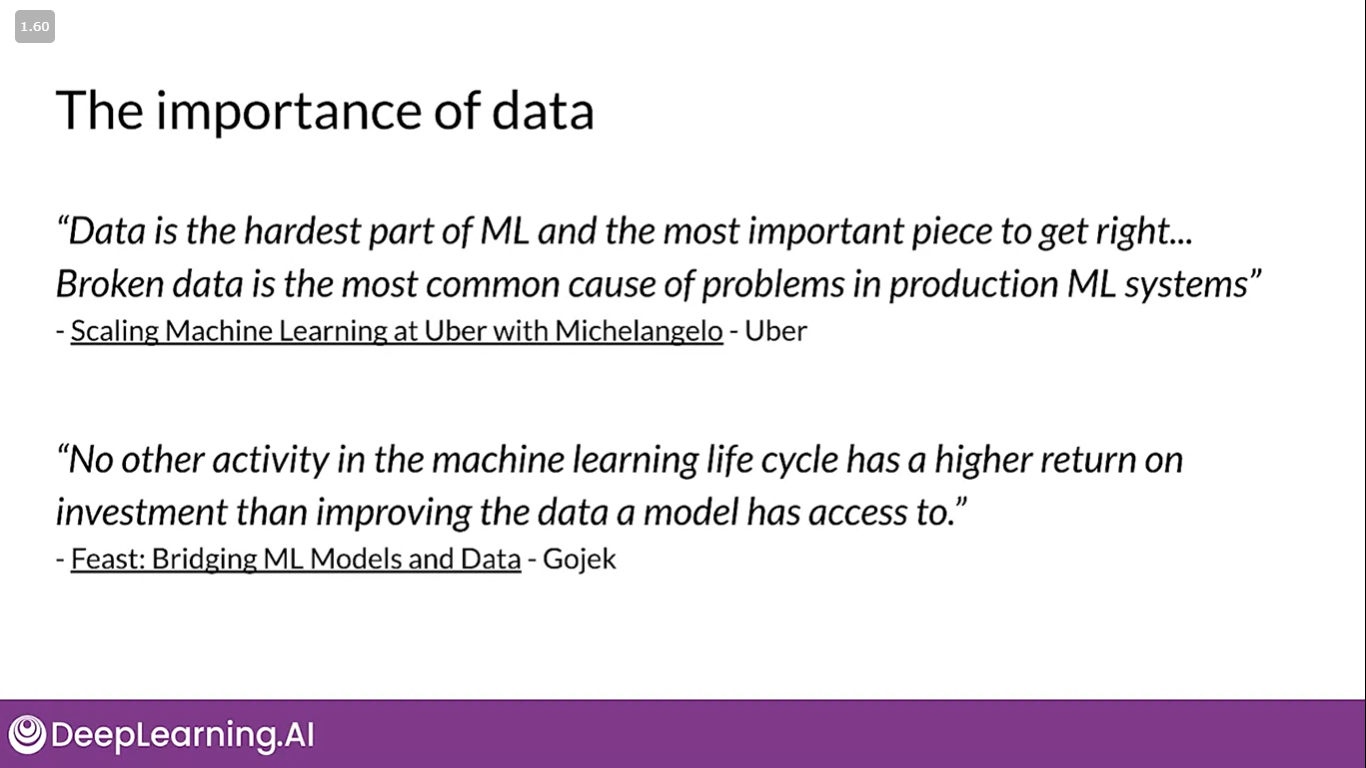 1.60
The importance of data
“Data is the hardest part of ML and the most important piece to get right...
Broken data is the most common cause of problems in production ML systems”
- Scaling Machine Learning at Uber with Michelangelo - Uber
“No other activity in the machine learning life cycle has a higher return on
investment than improving the data a model has access to.”
- Feast: Bridging ML Models and Data - Gojek
DeepLearning.AI